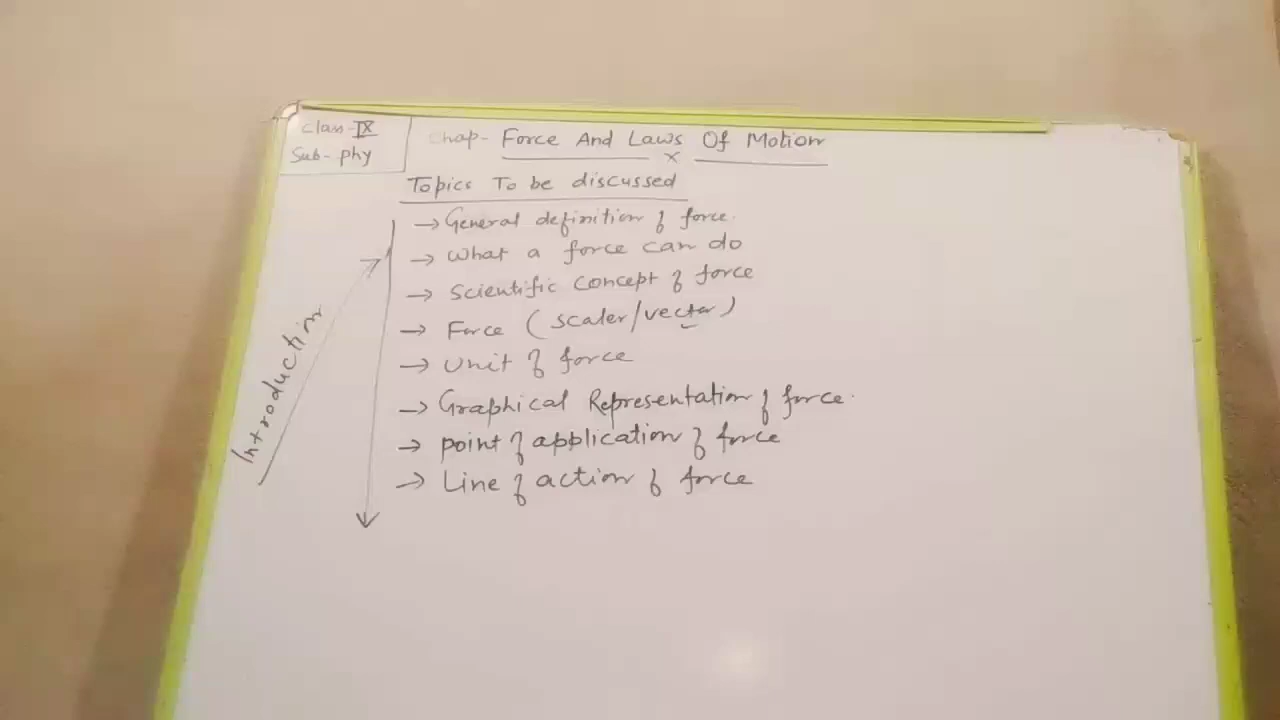 Class-IX
Sub- phy
Chap- Force And Laws Of Motion
x
Topics To be discussed
→ General definition of force.
→ What a force can do
→ Scientific concept of force
→ Force (scaler/vector)
→ Unit of force
→ Graphical Representation of force.
→ point of application of force
→ Line of action of force
Introduction